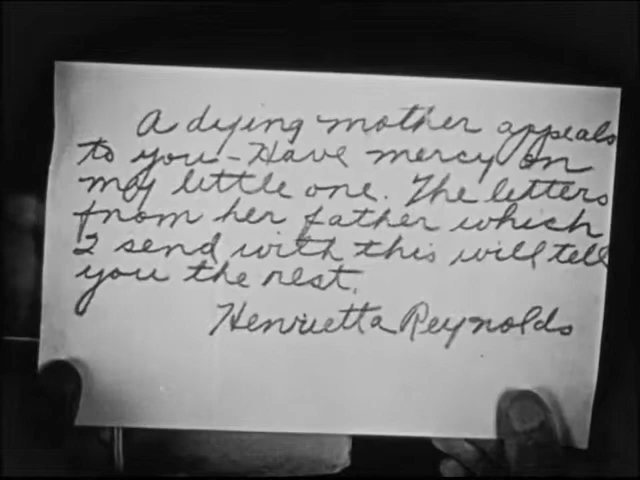 A dying mother appeals
to you - Have mercy on
my little one. The letters
from her father which
I send with this will tell
you the rest.
Henrietta Reynolds